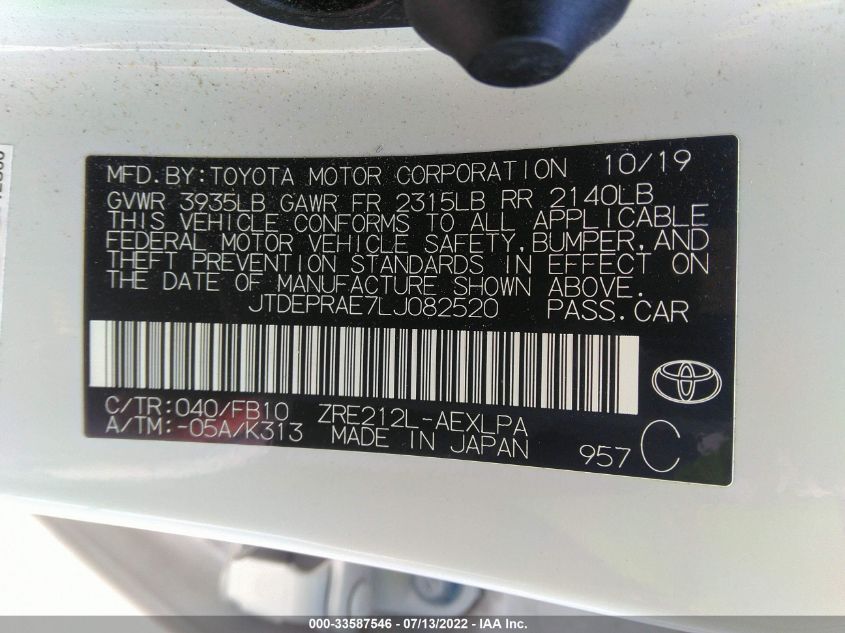 MFD.BY:TOYOTA MOTOR CORPORATION 10/19
GVWR 3935LB GAWR FR 2315LB RR 2140LB
THIS VEHICLE CONFORMS TO ALL APPLICABLE
FEDERAL MOTOR VEHICLE SAFETY,BUMPER,AND
THEFT PREVENTION STANDARDS IN EFFECT ON
THE DATE OF MANUFACTURE SHOWN ABOVE.
JTDEPRAE7LJ082520 PASS.CAR
C/TR:040/FB10 ZRE212L-AEXLPA
A/TM:-05A/K313 MADE IN JAPAN 957 C
000-33587546 - 07/13/2022 - IAA Inc.